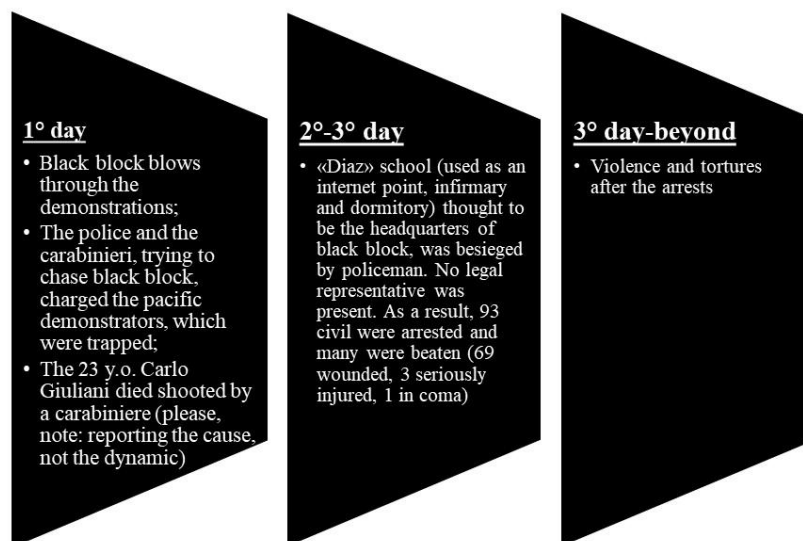 1° day
• Black block blows
through the
demonstrations;
• The police and the
carabinieri, trying to
chase black block,
charged the pacific
demonstrators, which
were trapped;
• The 23 y.o. Carlo
Giuliani died shooted by
a carabiniere (please,
note: reporting the cause,
not the dynamic)
2°-3° day
• «Diaz» school (used as an
internet point, infirmary
and dormitory) thought to
be the headquarters of
black block, was besieged
by policeman. No legal
representative was
present. As a result, 93
civil were arrested and
many were beaten (69
wounded, 3 seriously
injured, 1 in coma)
3° day-beyond
• Violence and tortures
after the arrests